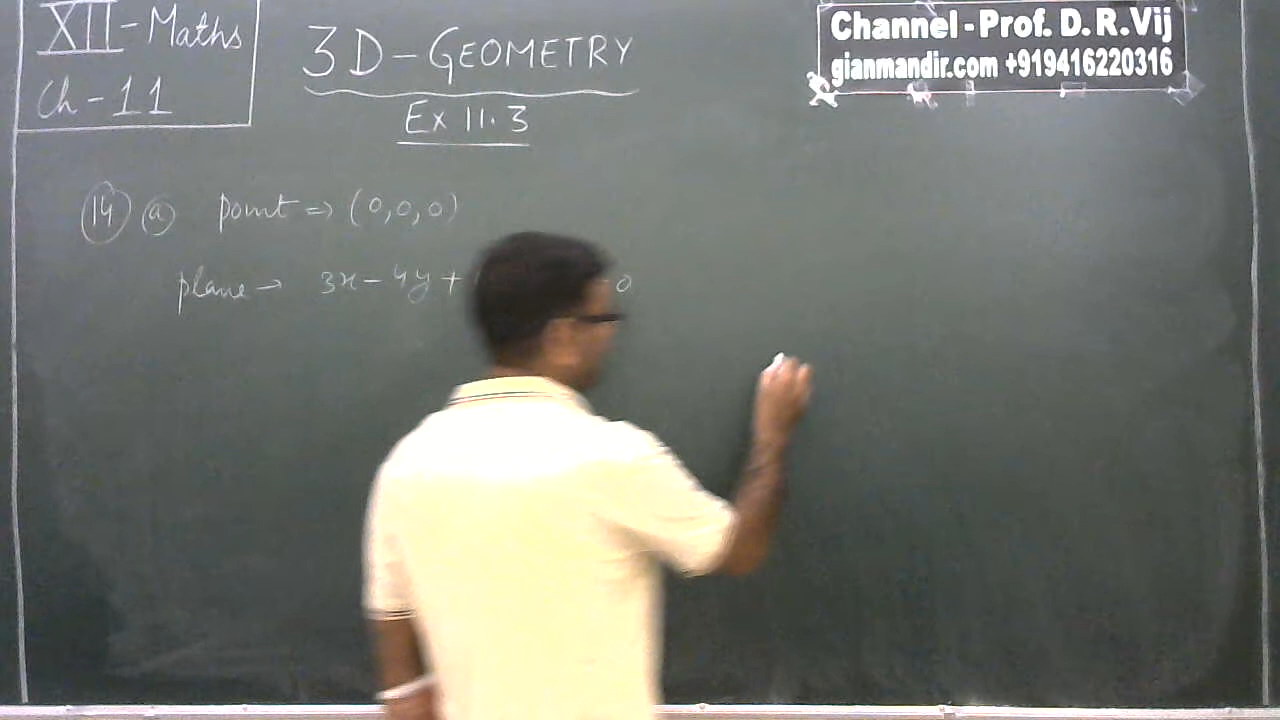 XII - Maths
Ch - 11
3D - GEOMETRY
Ex 11.3
Channel - Prof. D. R. Vij
gianmandir.com +919416220316
14 a point ⇒ (0,0,0)
plane → 3x - 4y + 0